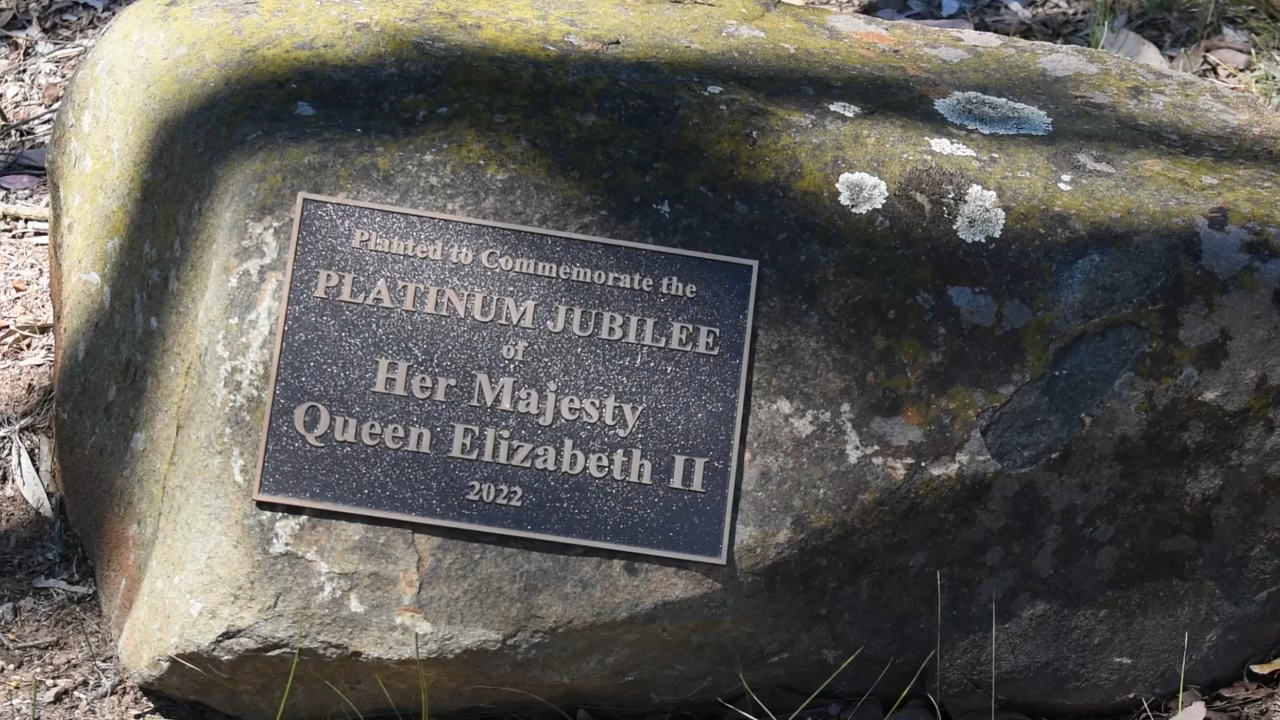 Planted to Commemorate the
PLATINUM JUBILEE
of
Her Majesty
Queen Elizabeth II
2022